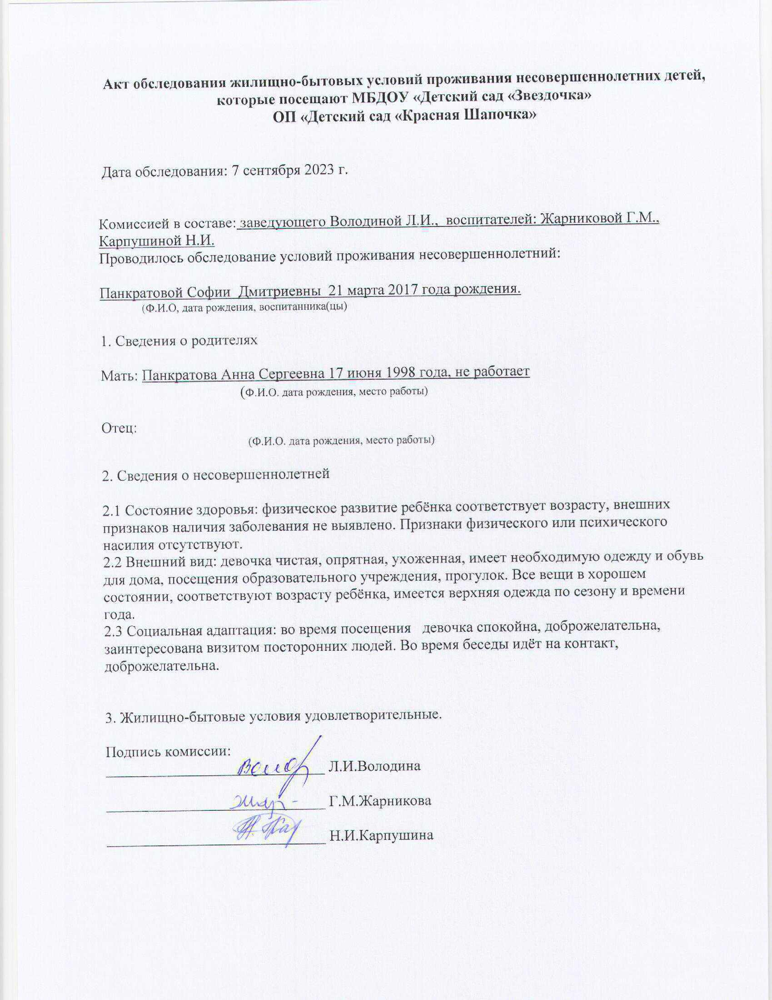 Акт обследования жилищно-бытовых условий проживания несовершеннолетних детей,
которые посещают МБДОУ «Детский сад «Звездочка»
ОП «Детский сад «Красная Шапочка»
Дата обследования: 7 сентября 2023 г.
Комиссией в составе: заведующего Володиной Л.И., воспитателей: Жарниковой Г.М.,
Карпушиной Н.И.
Проводилось обследование условий проживания несовершеннолетний:
Панкратовой Софии Дмитриевны 21 марта 2017 года рождения.
(Ф.И.О, дата рождения, воспитанника(цы)
1. Сведения о родителях
Мать: Панкратова Анна Сергеевна 17 июня 1998 года, не работает
(Ф.И.О. дата рождения, место работы)
Отец:
(Ф.И.О. дата рождения, место работы)
2. Сведения о несовершеннолетней
2.1 Состояние здоровья: физическое развитие ребёнка соответствует возрасту, внешних
признаков наличия заболевания не выявлено. Признаки физического или психического
насилия отсутствуют.
2.2 Внешний вид: девочка чистая, опрятная, ухоженная, имеет необходимую одежду и обувь
для дома, посещения образовательного учреждения, прогулок. Все вещи в хорошем
состоянии, соответствуют возрасту ребёнка, имеется верхняя одежда по сезону и времени
года.
2.3 Социальная адаптация: во время посещения девочка спокойна, доброжелательна,
заинтересована визитом посторонних людей. Во время беседы идёт на контакт,
доброжелательна.
3. Жилищно-бытовые условия удовлетворительные.
Подпись комиссии:
Л.И.Володина
Г.М.Жарникова
Н.И.Карпушина